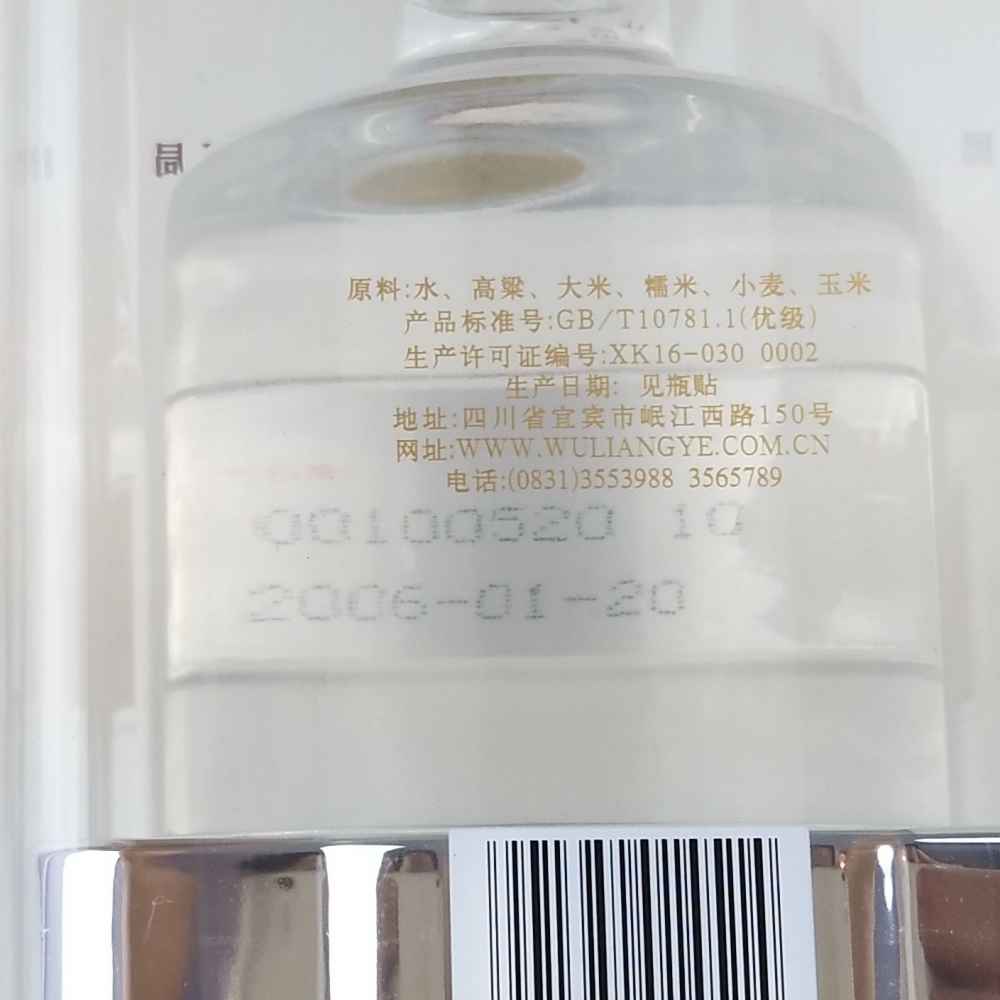 局
原料:水、高粱、大米、糯米、小麦、玉米
产品标准号:GB/T10781.1(优级)
生产许可证编号:XK16-030 0002
生产日期: 见瓶贴
地址:四川省宜宾市岷江西路150号
网址:WWW.WULIANGYE.COM.CN
电话:(0831)3553988 3565789
00100520 10
2006-01-20